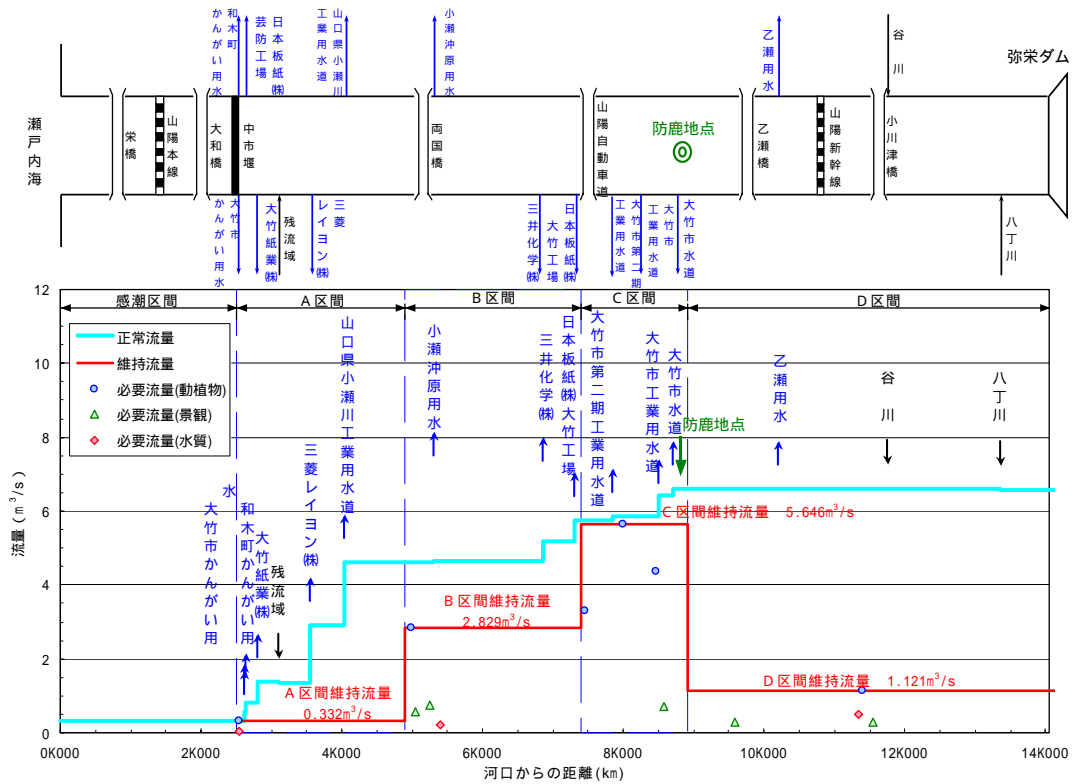 和木町
かんがい用水
日本板紙(株)
芸防工場
山口県小瀬川
工業用水道
小瀬沖原用水
乙瀬用水
谷川
弥栄ダム
瀬戸内海
栄橋
山陽本線
大和橋
中市堰
両国橋
山陽自動車道
防鹿地点
乙瀬橋
山陽新幹線
小川津橋
大竹市
かんがい用水
大竹紙業(株)
残流域
三菱
レイヨン(株)
三井化学(株)
日本板紙(株)
大竹工場
大竹市第二期
工業用水道
大竹市
工業用水道
大竹市水道
八丁川
感潮区間
A区間
B区間
C区間
D区間
正常流量
維持流量
必要流量(動植物)
必要流量(景観)
必要流量(水質)
大竹市かんがい用
水
和木町かんがい用水
大竹紙業(株)
残流域
三菱レイヨン(株)
山口県小瀬川工業用水道
小瀬沖原用水
三井化学(株)
日本板紙(株)大竹工場
大竹市第二期工業用水道
大竹市工業用水道
大竹市水道
防鹿地点
乙瀬用水
谷川
八丁川
A区間維持流量
0.332m³/s
B区間維持流量
2.829m³/s
C区間維持流量 5.646m³/s
D区間維持流量 1.121m³/s
流量(m³/s)
12
10
8
6
4
2
0
0K000
2K000
4K000
6K000
8K000
10K000
12K000
14K000
河口からの距離(km)